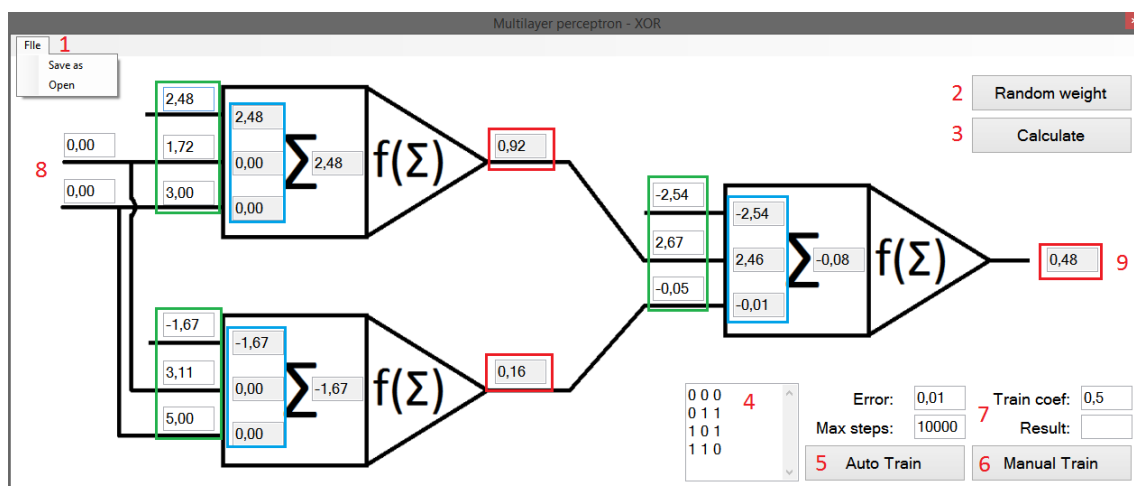 Multilayer perceptron - XOR
x
File 1
Save as
Open
2 Random weight
3 Calculate
8
0,00
0,00
2,48
1,72
3,00
2,48
0,00
0,00
Σ 2,48
f(Σ)
0,92
-1,67
3,11
5,00
-1,67
0,00
0,00
Σ -1,67
f(Σ)
0,16
-2,54
2,67
-0,05
-2,54
2,46
-0,01
Σ -0,08
f(Σ)
0,48
9
0 0 0
0 1 1
1 0 1
1 1 0
4
Error: 0,01
Max steps: 10000
7
Train coef: 0,5
Result:
5 Auto Train
6 Manual Train